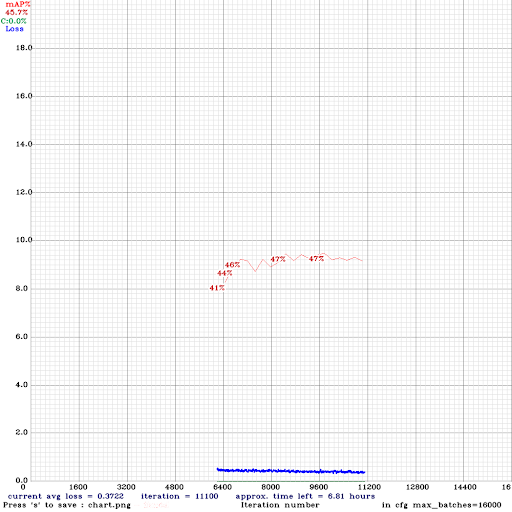 mAP%
45.7%
C:0.0%
Loss
18.0
16.0
14.0
12.0
10.0
8.0
6.0
4.0
2.0
0.0
41%
44%
46%
47%
47%
0 1600 3200 4800 6400 8000 9600 11200 12800 14400 16
current avg loss = 0.3722 iteration = 11100 approx. time left = 6.81 hours
Press 's' to save : chart.png Iteration number in cfg max_batches=16000